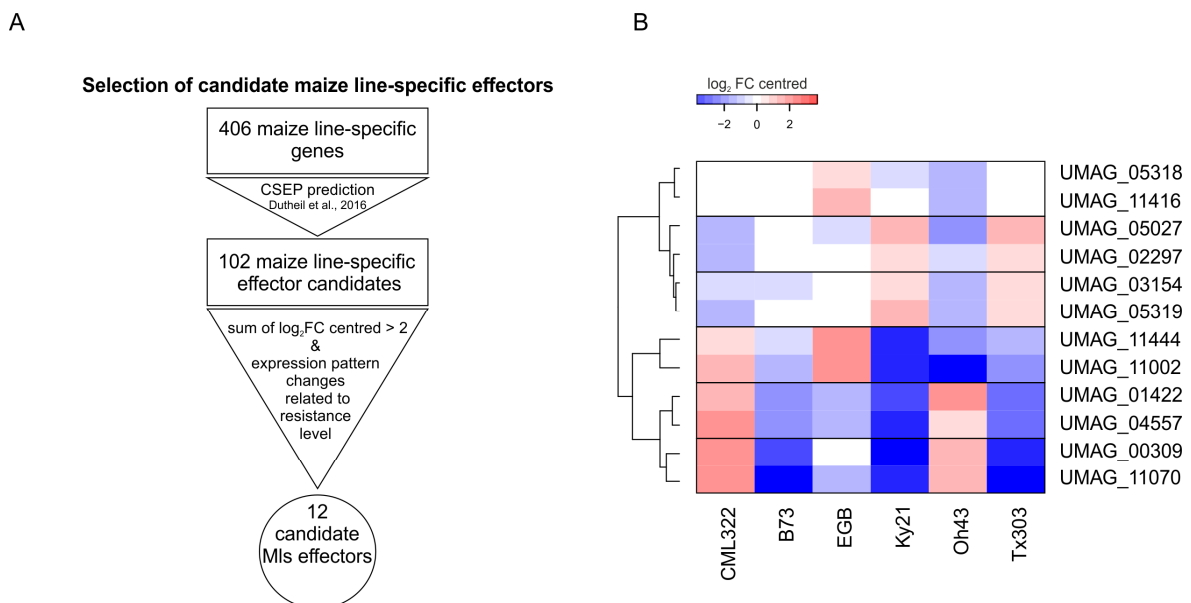 A
Selection of candidate maize line-specific effectors
406 maize line-specific
genes
CSEP prediction
Dutheil et al., 2016
102 maize line-specific
effector candidates
sum of log₂FC centred > 2
&
expression pattern
changes
related to
resistance
level
12
candidate
Mls effectors
B
log₂ FC centred
−2 0 2
UMAG_05318
UMAG_11416
UMAG_05027
UMAG_02297
UMAG_03154
UMAG_05319
UMAG_11444
UMAG_11002
UMAG_01422
UMAG_04557
UMAG_00309
UMAG_11070
CML322
B73
EGB
Ky21
Oh43
Tx303